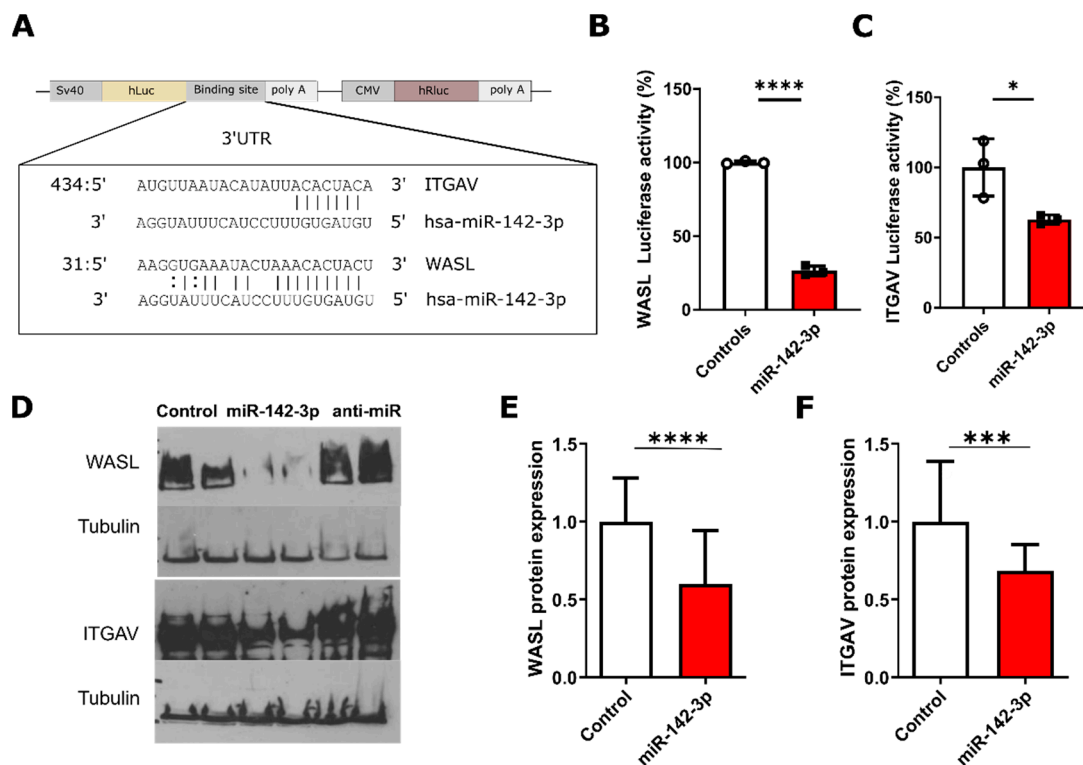 A
Sv40 hLuc Binding site poly A CMV hRluc poly A
3'UTR
434:5' AUGUUAAUACAUAUUACACUACA 3' ITGAV
3' AGGUAUUUCAUCCUUUGUGAUGU 5' hsa-miR-142-3p
31:5' AAGGUGAAAUACUAAACACUACU 3' WASL
3' AGGUAUUUCAUCCUUUGUGAUGU 5' hsa-miR-142-3p
B
WASL Luciferase activity (%)
150
100
50
0
****
Controls
miR-142-3p
C
ITGAV Luciferase activity (%)
150
100
50
0
*
Controls
miR-142-3p
D
Control miR-142-3p anti-miR
WASL
Tubulin
ITGAV
Tubulin
E
WASL protein expression
1.5
1.0
0.5
0.0
****
Control
miR-142-3p
F
ITGAV protein expression
1.5
1.0
0.5
0.0
***
Control
miR-142-3p